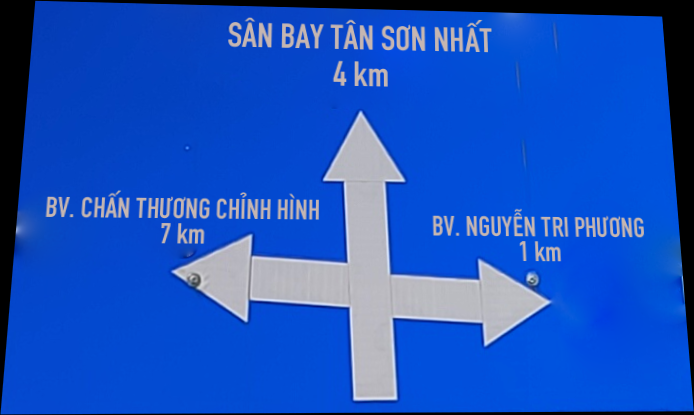 SÂN BAY TÂN SƠN NHẤT
4 km
BV. CHẤN THƯƠNG CHỈNH HÌNH
7 km
BV. NGUYỄN TRI PHƯƠNG
1 km